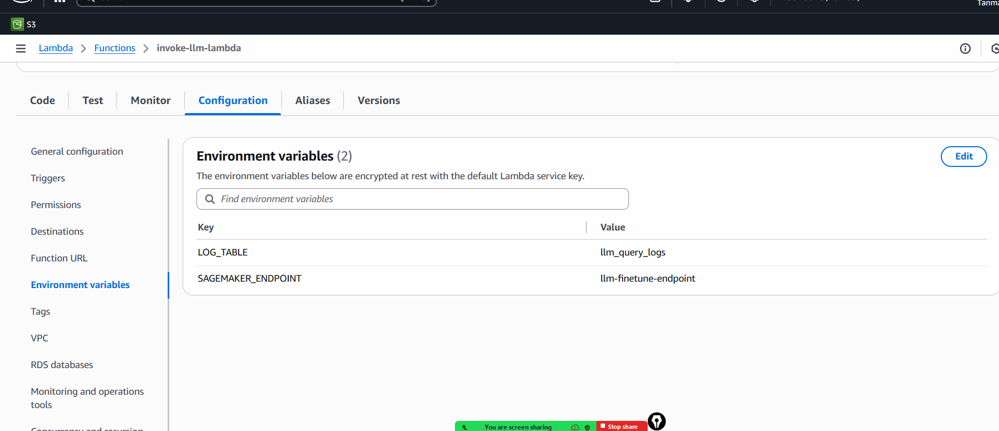 Tanma
S3
Lambda > Functions > invoke-llm-lambda
Code Test Monitor Configuration Aliases Versions
General configuration
Triggers
Permissions
Destinations
Function URL
Environment variables
Tags
VPC
RDS databases
Monitoring and operations
tools
Concurrency and recursion
Environment variables (2)
Edit
The environment variables below are encrypted at rest with the default Lambda service key.
Find environment variables
Key Value
LOG_TABLE llm_query_logs
SAGEMAKER_ENDPOINT llm-finetune-endpoint
You are screen sharing Stop share